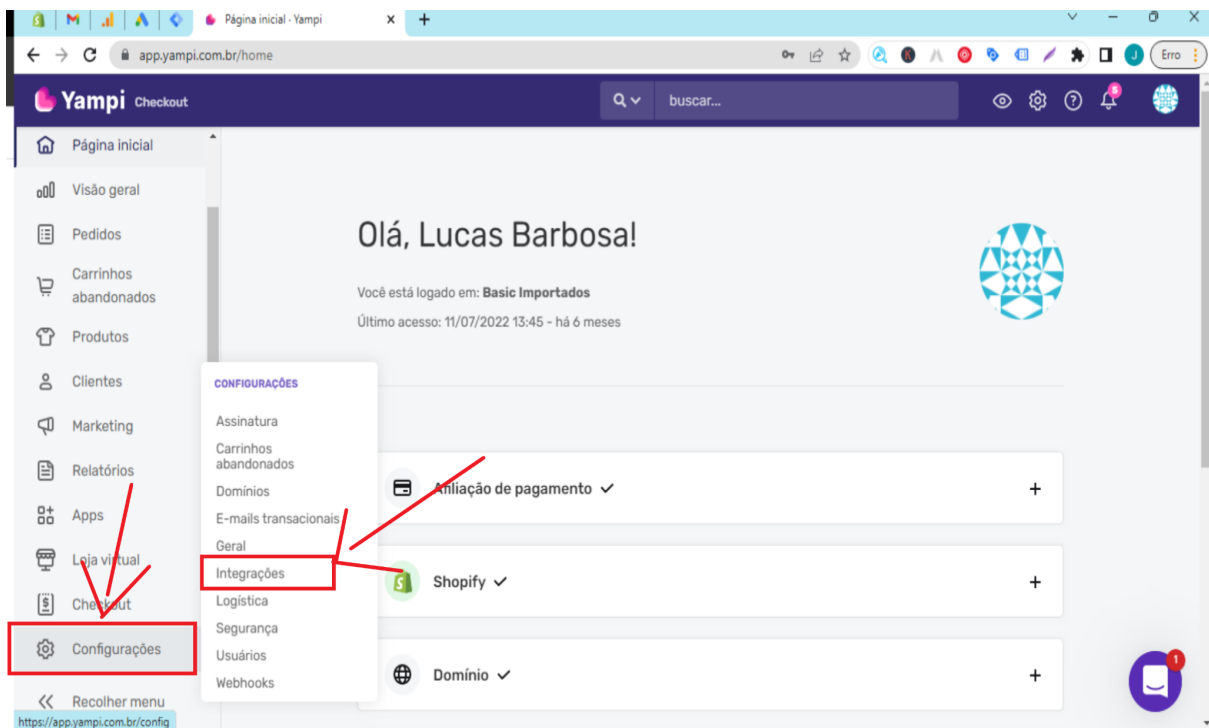 Página inicial · Yampi
app.yampi.com.br/home
Erro
Yampi Checkout
buscar...
6
Página inicial
Visão geral
Pedidos
Carrinhos
abandonados
Produtos
Clientes
Marketing
Relatórios
Apps
Loja virtual
Checkout
Configurações
Recolher menu
https://app.yampi.com.br/config
CONFIGURAÇÕES
Assinatura
Carrinhos
abandonados
Domínios
E-mails transacionais
Geral
Integrações
Logística
Segurança
Usuários
Webhooks
Olá, Lucas Barbosa!
Você está logado em: Basic Importados
Último acesso: 11/07/2022 13:45 - há 6 meses
Afiliação de pagamento
Shopify
Domínio
1